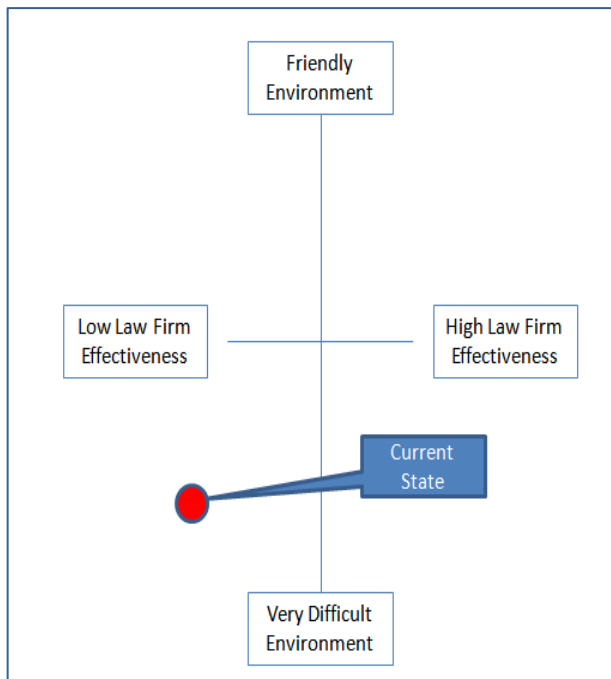 Friendly
Environment
Low Law Firm
Effectiveness
High Law Firm
Effectiveness
Current
State
Very Difficult
Environment